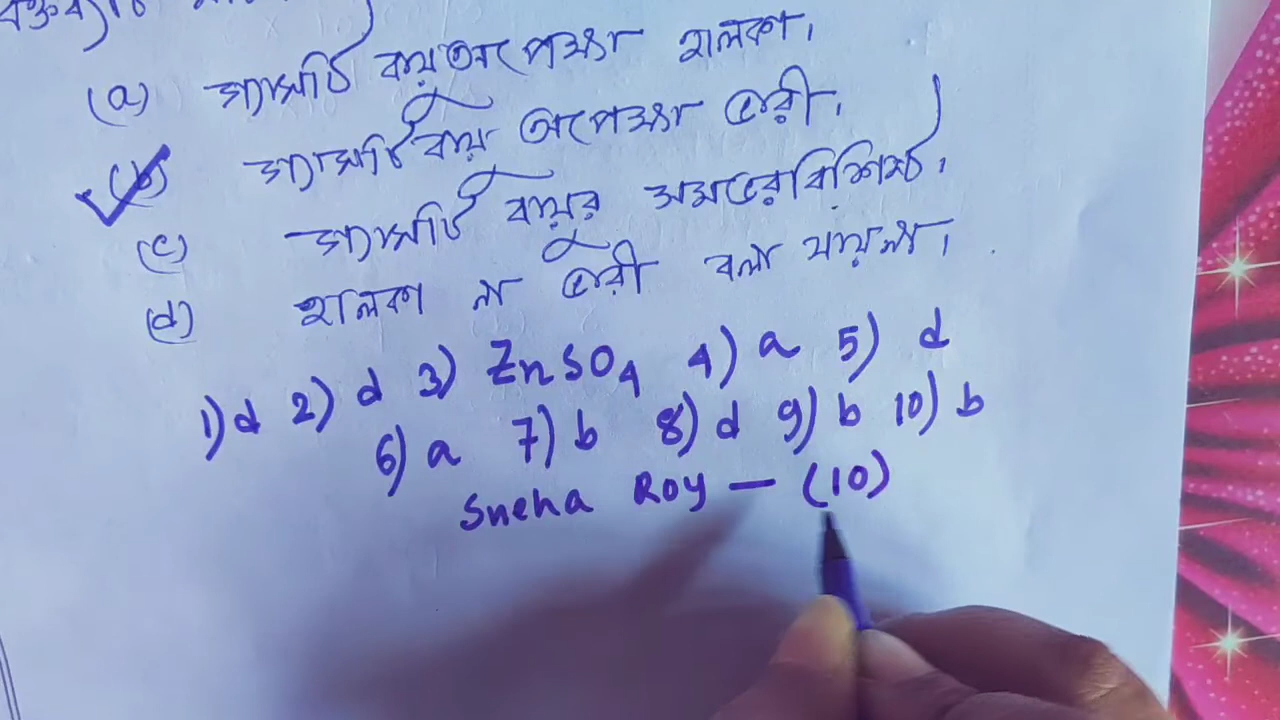 (a) গ্যাসটি বায়ু অপেক্ষা হালকা।
(b) গ্যাসটি বায়ু অপেক্ষা ভারী।
(c) গ্যাসটি বায়ুর সমভরবিশিষ্ট।
(d) হালকা না ভারী বলা যায়না।
1) d 2) d 3) ZnSO4 4) a 5) d
6) a 7) b 8) d 9) b 10) b
Sneha Roy — (10)